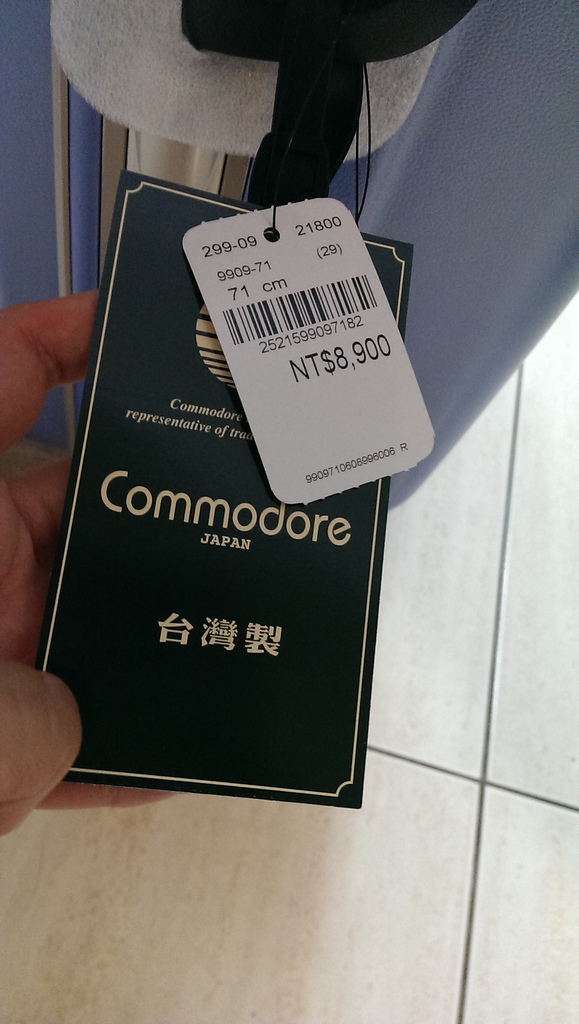 299-09 21800
9909-71 (29)
71 cm
2521599097182
NT$8,900
9909710608996006 R
Commodore
representative of
Commodore
JAPAN
台灣製